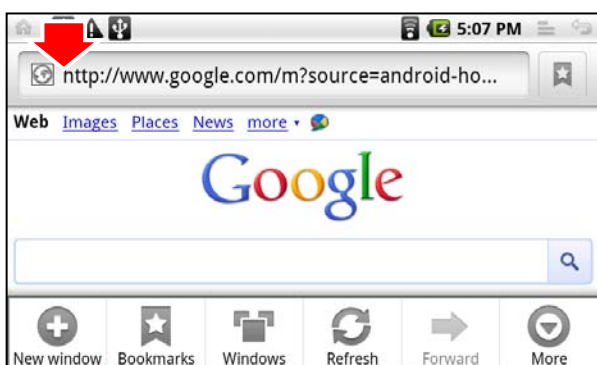 5:07 PM
http://www.google.com/m?source=android-ho...
Web Images Places News more
Google
New window Bookmarks Windows Refresh Forward More